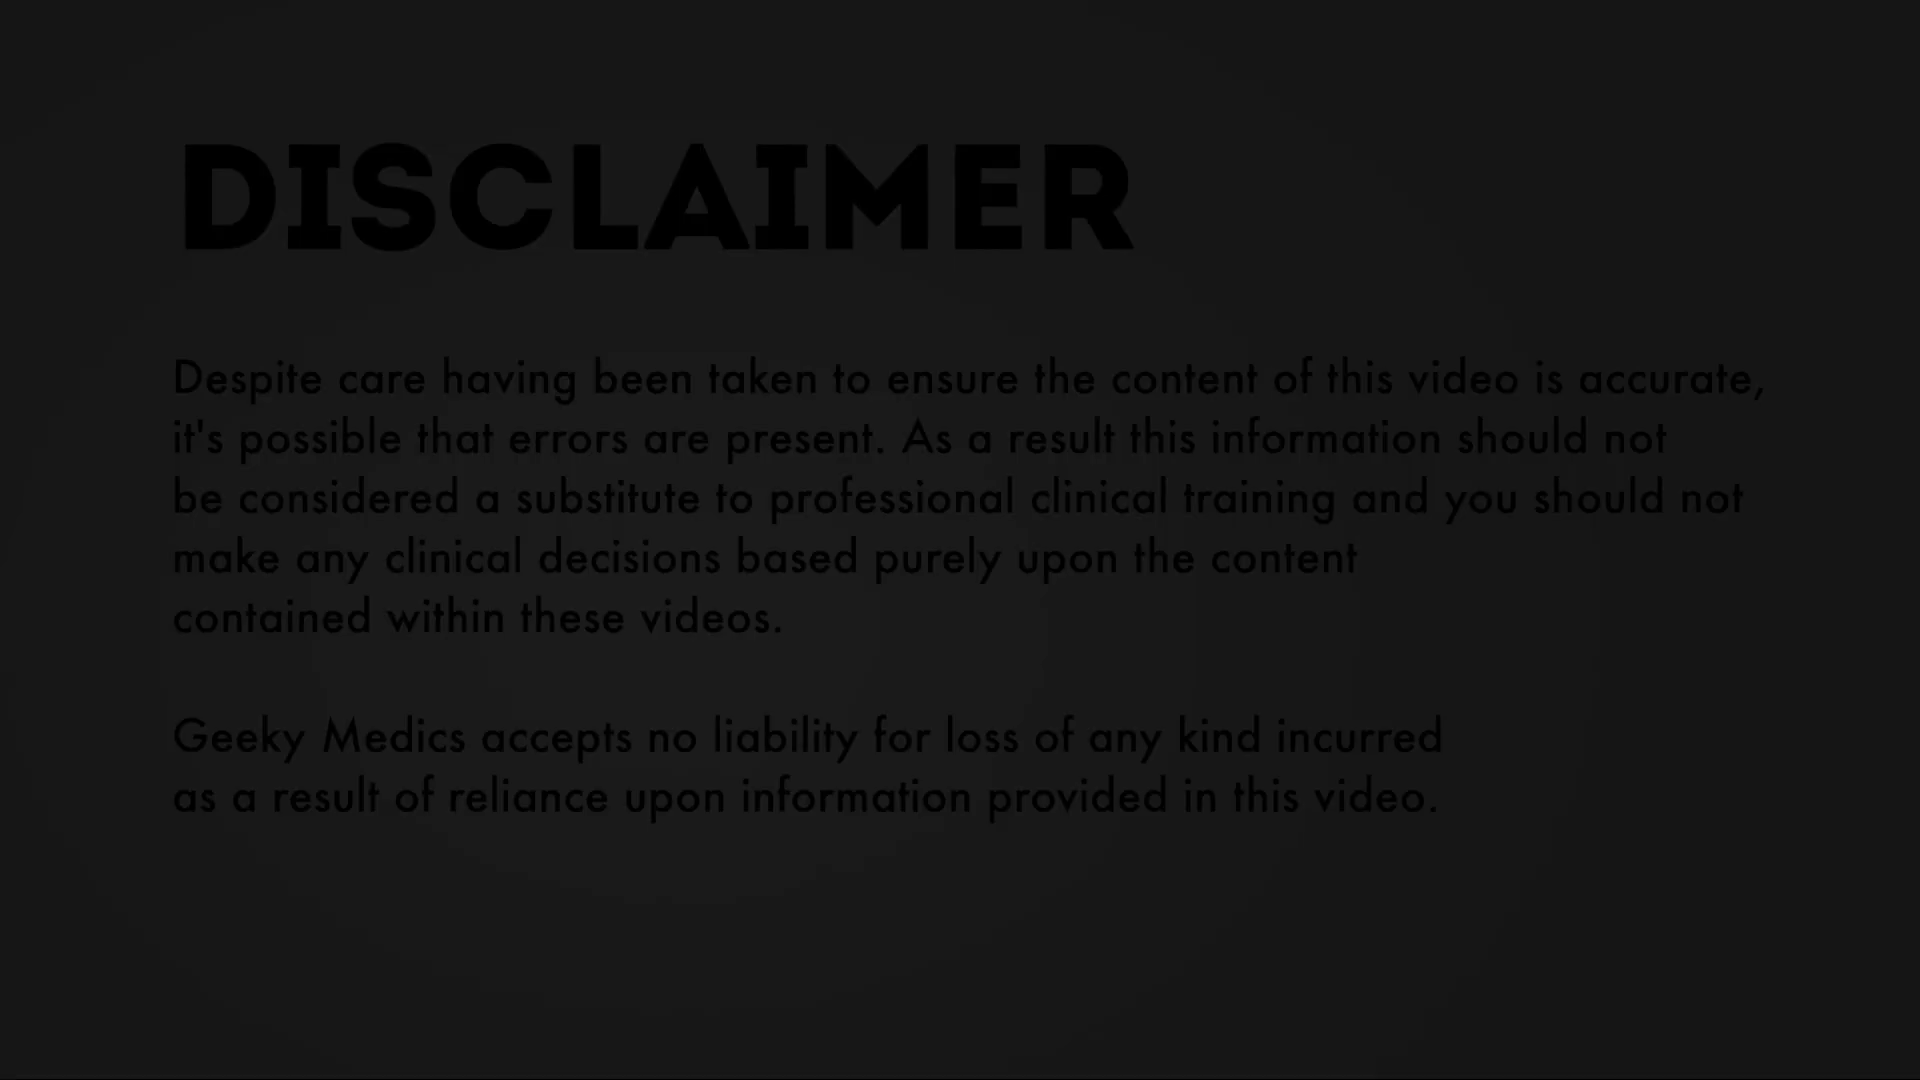 DISCLAIMER
Despite care having been taken to ensure the content of this video is accurate,
it's possible that errors are present. As a result this information should not
be considered a substitute to professional clinical training and you should not
make any clinical decisions based purely upon the content
contained within these videos.
Geeky Medics accepts no liability for loss of any kind incurred
as a result of reliance upon information provided in this video.